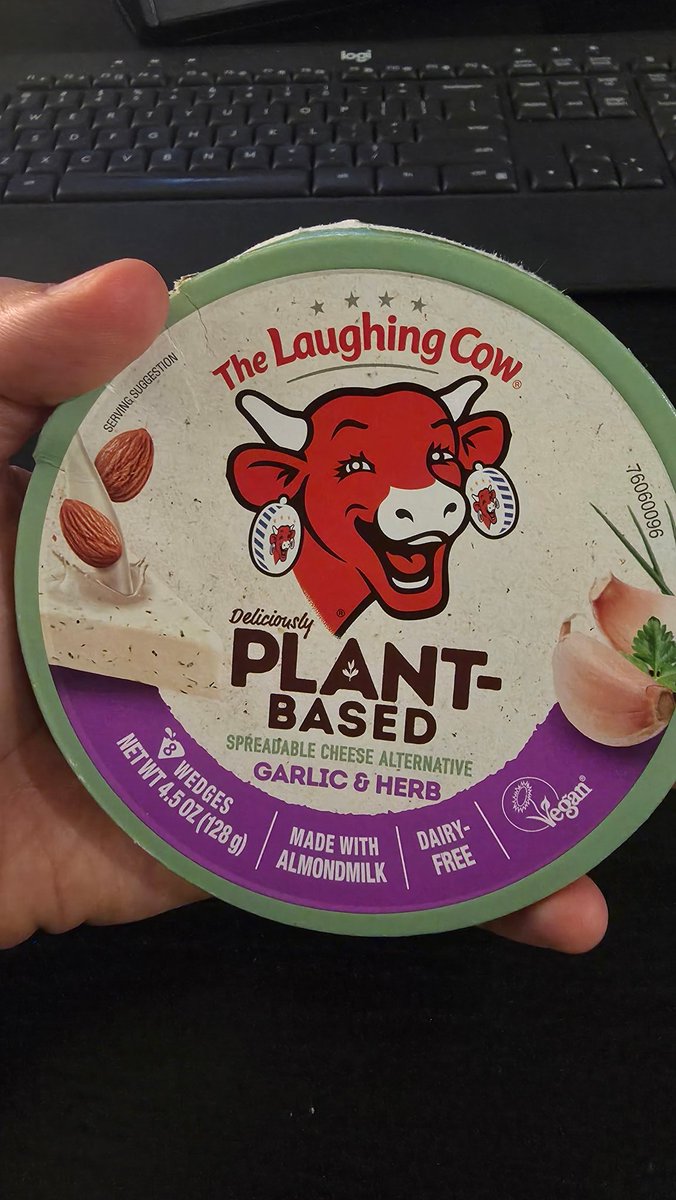 logi
W E R T Y U I O P
S D F G H J K L
Z X C V B N M
The Laughing Cow®
SERVING SUGGESTION
76060096
®
Deliciously
PLANT-
BASED
SPREADABLE CHEESE ALTERNATIVE
GARLIC & HERB
8 WEDGES
NET WT 4.5 OZ (128 g)
MADE WITH
ALMONDMILK
DAIRY-
FREE
Vegan®